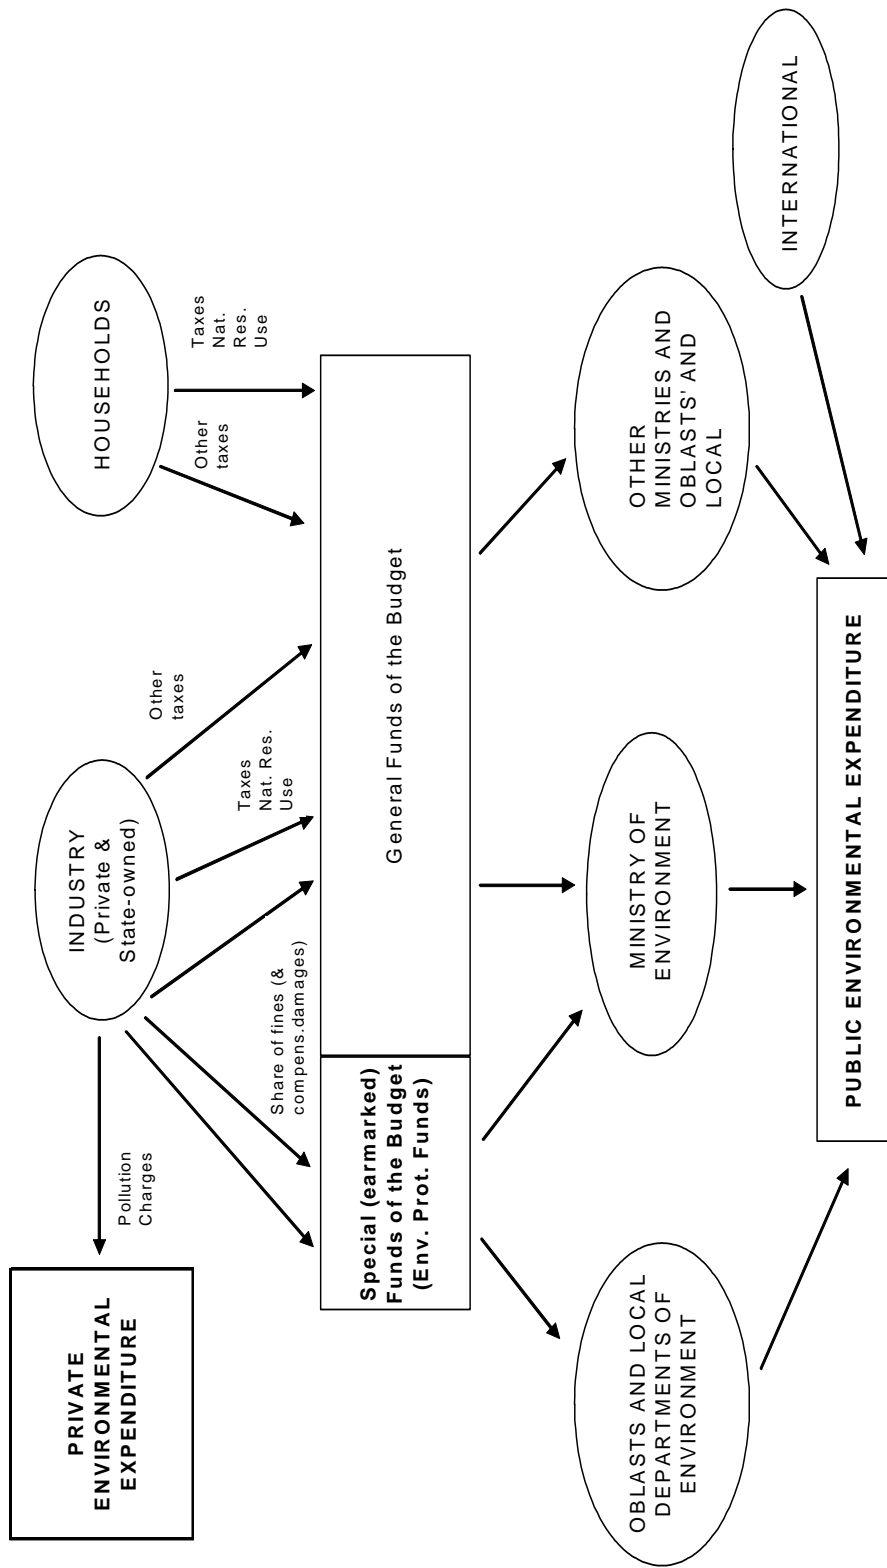 PRIVATE
ENVIRONMENTAL
EXPENDITURE
INDUSTRY
(Private &
State-owned)
HOUSEHOLDS
Pollution
Charges
Share of fines (&
compens.damages)
Taxes
Nat. Res.
Use
Other
taxes
Other
taxes
Taxes
Nat.
Res.
Use
Special (earmarked)
Funds of the Budget
(Env. Prot. Funds)
General Funds of the Budget
OBLASTS AND LOCAL
DEPARTMENTS OF
ENVIRONMENT
MINISTRY OF
ENVIRONMENT
OTHER
MINISTRIES AND
OBLASTS' AND
LOCAL
INTERNATIONAL
PUBLIC ENVIRONMENTAL EXPENDITURE